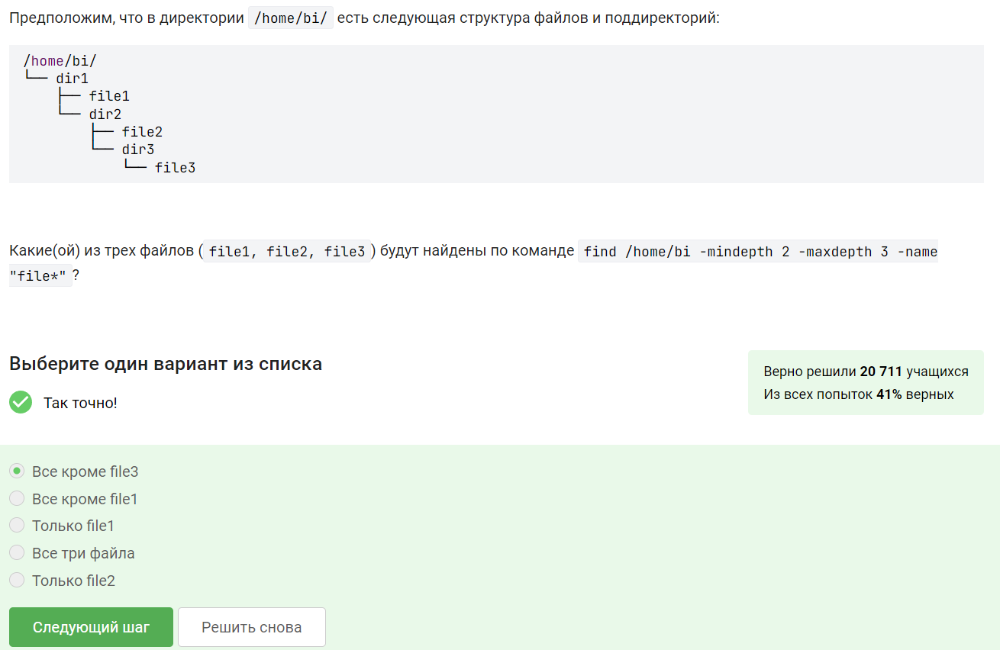 Предположим, что в директории /home/bi/ есть следующая структура файлов и поддиректорий:
/home/bi/
└── dir1
    ├── file1
    └── dir2
        ├── file2
        └── dir3
            └── file3
Какие(ой) из трех файлов (file1, file2, file3) будут найдены по команде find /home/bi -mindepth 2 -maxdepth 3 -name
"file*"?
Выберите один вариант из списка
Так точно!
Верно решили 20 711 учащихся
Из всех попыток 41% верных
Все кроме file3
Все кроме file1
Только file1
Все три файла
Только file2
Следующий шаг
Решить снова